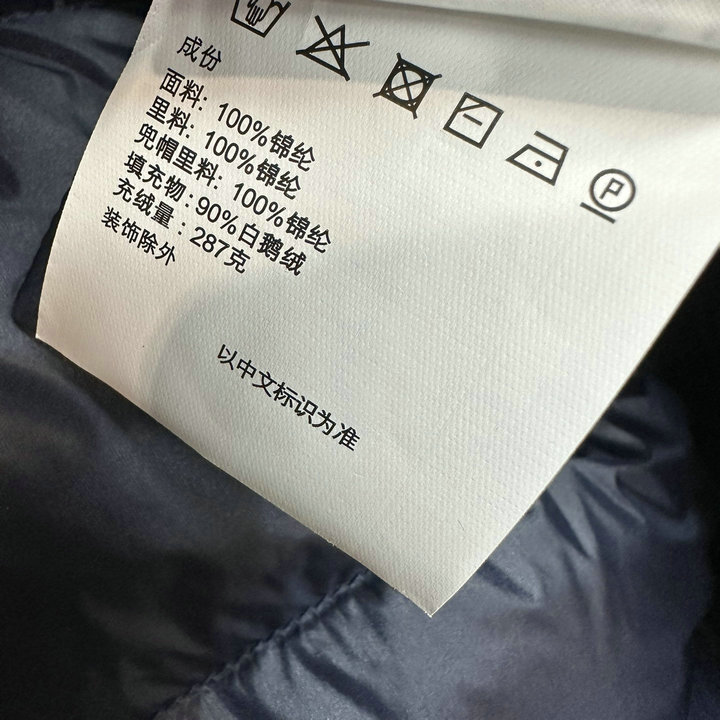 成份
面料: 100%锦纶
里料: 100%锦纶
兜帽里料: 100%锦纶
填充物: 90%白鹅绒
充绒量: 287克
装饰除外
以中文标识为准
P